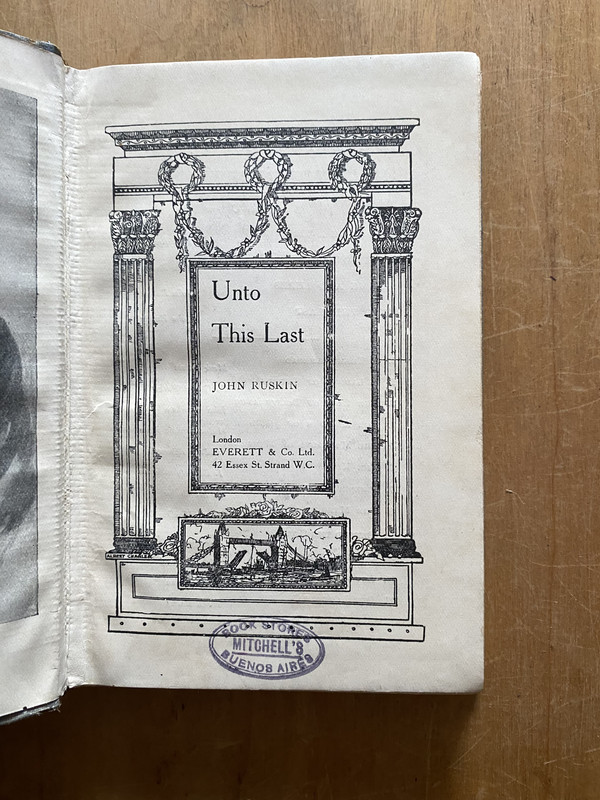 Unto
This Last
JOHN RUSKIN
London
EVERETT & Co. Ltd.
42 Essex St. Strand W.C.
BOOK STORES
MITCHELL'S
BUENOS AIRES